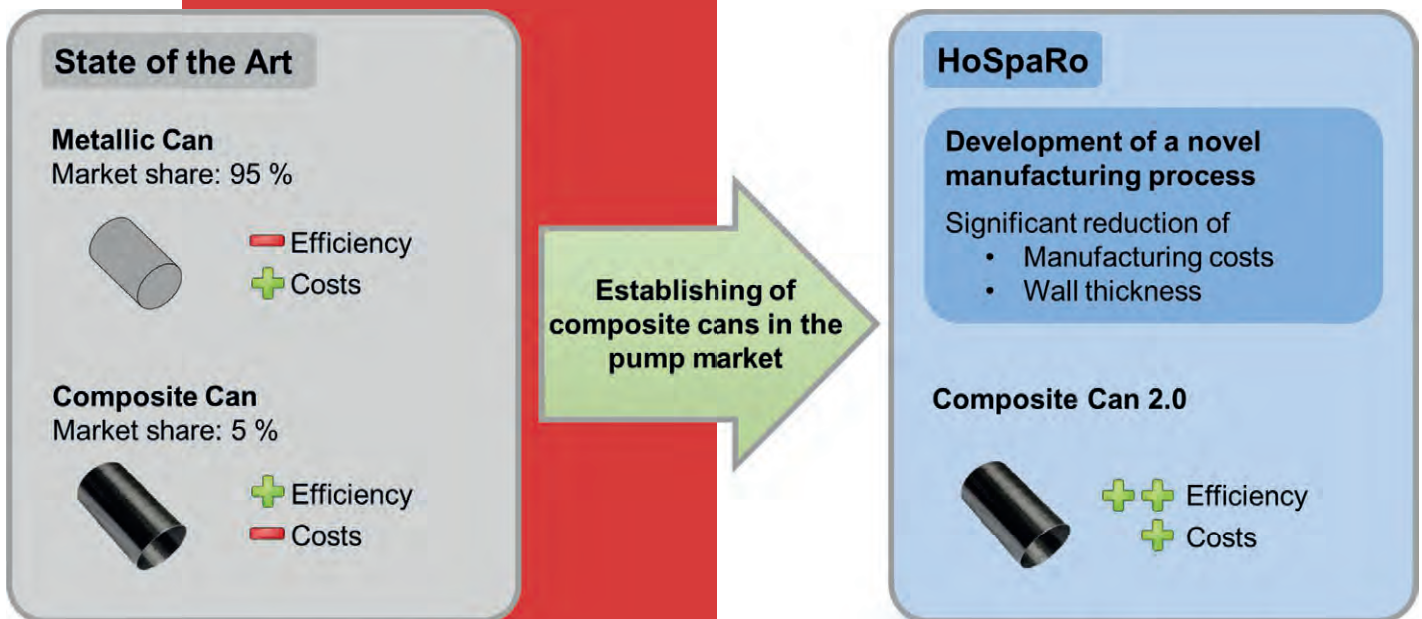 State of the Art
Metallic Can
Market share: 95 %
Efficiency
Costs
Composite Can
Market share: 5 %
Efficiency
Costs
Establishing of
composite cans in the
pump market
HoSpaRo
Development of a novel
manufacturing process
Significant reduction of
• Manufacturing costs
• Wall thickness
Composite Can 2.0
Efficiency
Costs